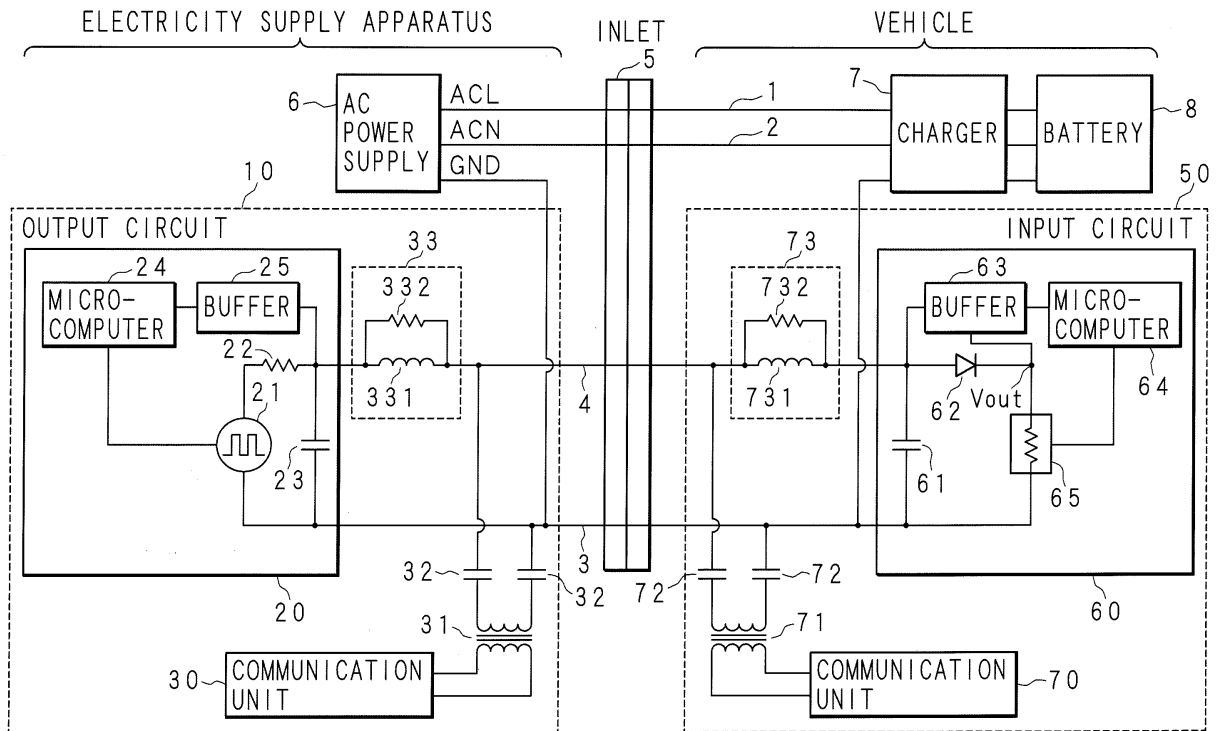 ELECTRICITY SUPPLY APPARATUS
INLET
VEHICLE
5
6
AC
POWER
SUPPLY
ACL
ACN
GND
1
2
7
CHARGER
BATTERY
8
10
50
OUTPUT CIRCUIT
INPUT CIRCUIT
24
25
MICRO-
COMPUTER
BUFFER
33
332
331
22
21
23
4
73
732
731
63
BUFFER
MICRO-
COMPUTER
64
62
Vout
61
65
3
20
32
32
72
72
60
31
71
30
COMMUNICATION
UNIT
COMMUNICATION
UNIT
70